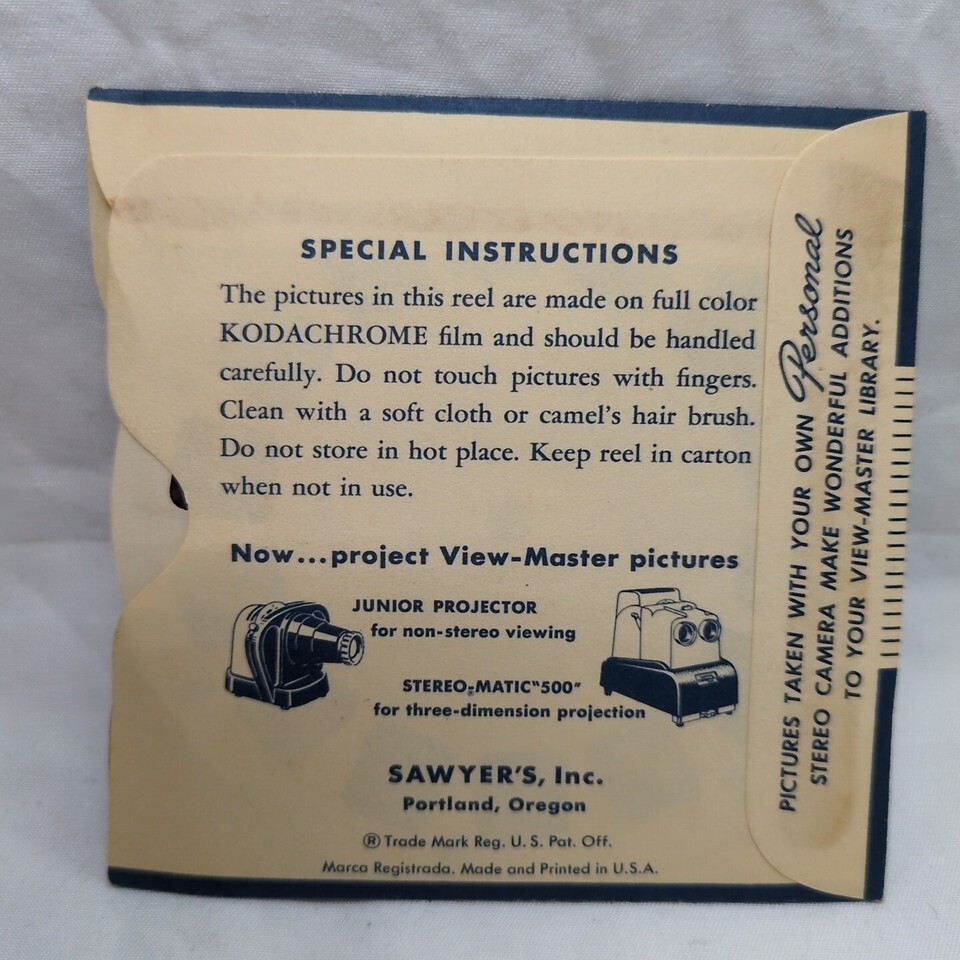 SPECIAL INSTRUCTIONS
The pictures in this reel are made on full color
KODACHROME film and should be handled
carefully. Do not touch pictures with fingers.
Clean with a soft cloth or camel's hair brush.
Do not store in hot place. Keep reel in carton
when not in use.
Now...project View-Master pictures
JUNIOR PROJECTOR
for non-stereo viewing
STEREO-MATIC "500"
for three-dimension projection
SAWYER'S, Inc.
Portland, Oregon
® Trade Mark Reg. U. S. Pat. Off.
Marca Registrada. Made and Printed in U.S.A.
PICTURES TAKEN WITH YOUR OWN Personal
STEREO CAMERA MAKE WONDERFUL ADDITIONS
TO YOUR VIEW-MASTER LIBRARY.